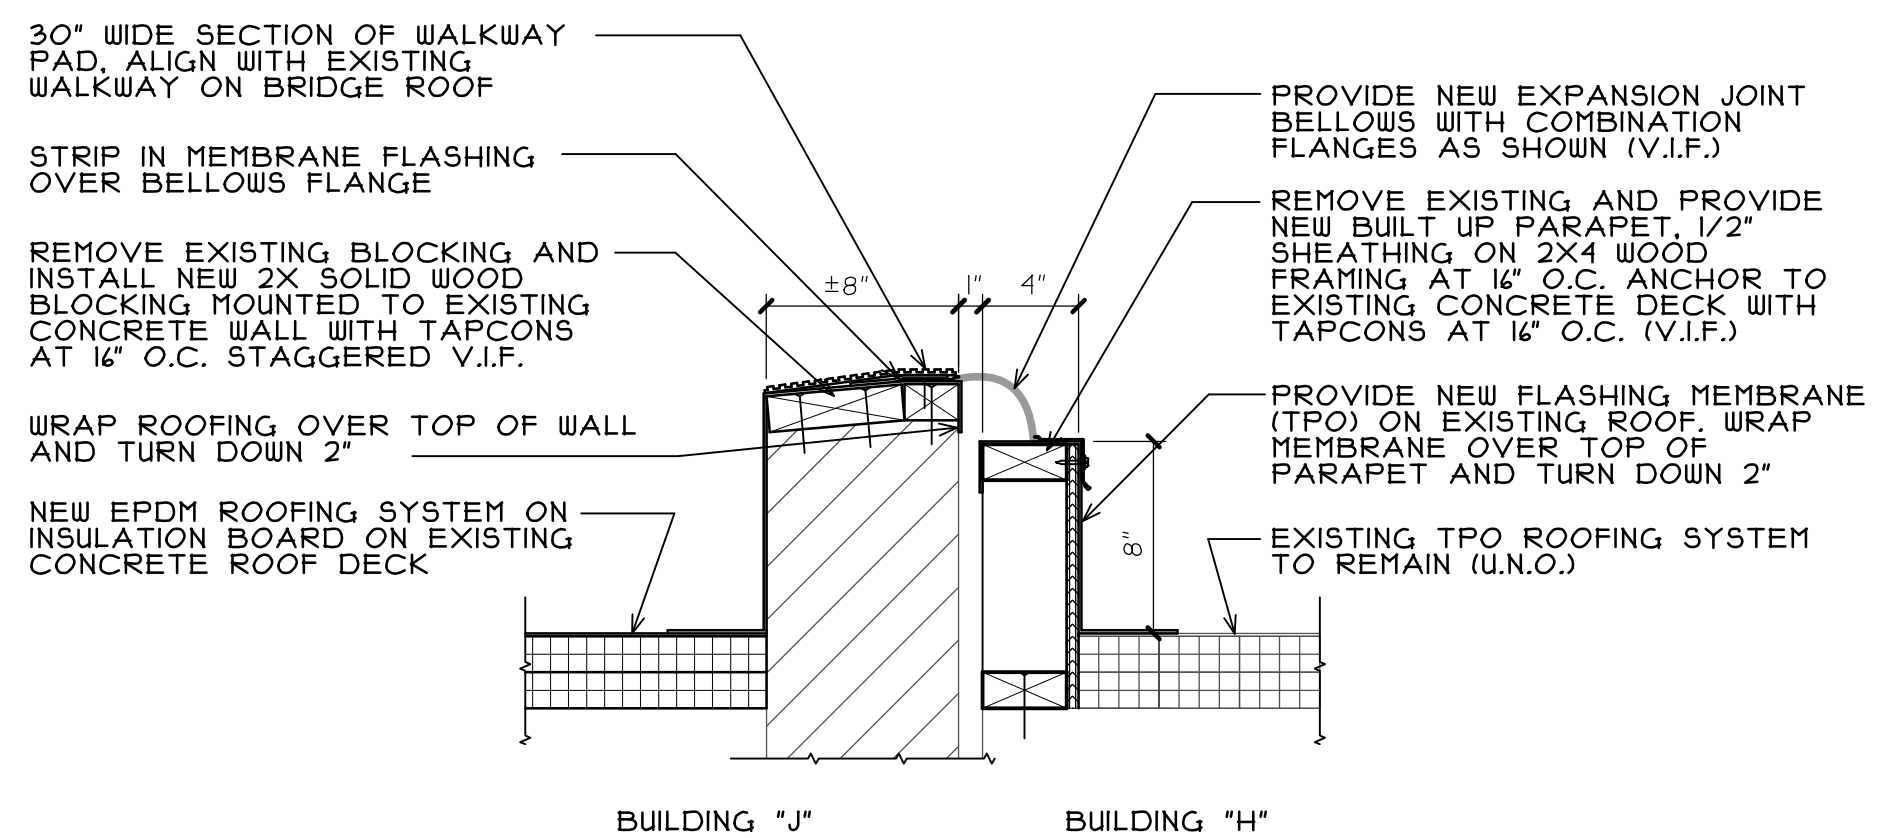 30" WIDE SECTION OF WALKWAY
PAD, ALIGN WITH EXISTING
WALKWAY ON BRIDGE ROOF
STRIP IN MEMBRANE FLASHING
OVER BELLOWS FLANGE
REMOVE EXISTING BLOCKING AND
INSTALL NEW 2X SOLID WOOD
BLOCKING MOUNTED TO EXISTING
CONCRETE WALL WITH TAPCONS
AT 16" O.C. STAGGERED V.I.F.
WRAP ROOFING OVER TOP OF WALL
AND TURN DOWN 2"
NEW EPDM ROOFING SYSTEM ON
INSULATION BOARD ON EXISTING
CONCRETE ROOF DECK
±8"
1"
4"
8"
PROVIDE NEW EXPANSION JOINT
BELLOWS WITH COMBINATION
FLANGES AS SHOWN (V.I.F.)
REMOVE EXISTING AND PROVIDE
NEW BUILT UP PARAPET, 1/2"
SHEATHING ON 2X4 WOOD
FRAMING AT 16" O.C. ANCHOR TO
EXISTING CONCRETE DECK WITH
TAPCONS AT 16" O.C. (V.I.F.)
PROVIDE NEW FLASHING MEMBRANE
(TPO) ON EXISTING ROOF. WRAP
MEMBRANE OVER TOP OF
PARAPET AND TURN DOWN 2"
EXISTING TPO ROOFING SYSTEM
TO REMAIN (U.N.O.)
BUILDING "J"
BUILDING "H"